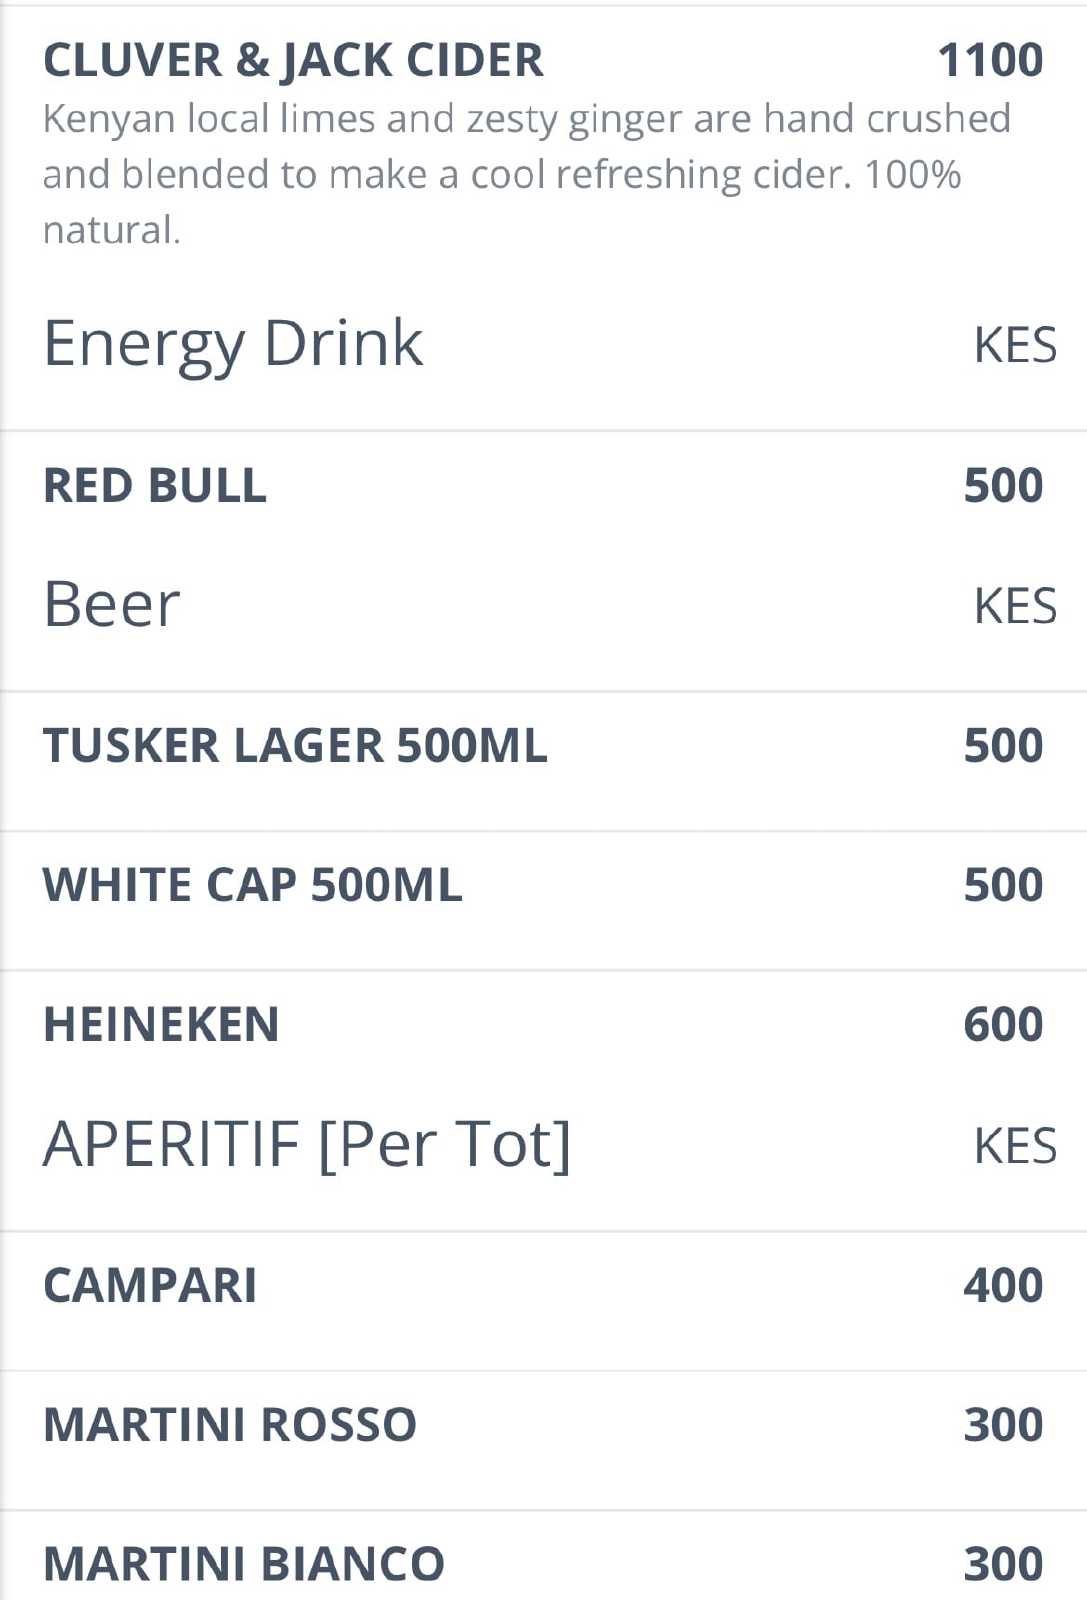 CLUVER & JACK CIDER 1100
Kenyan local limes and zesty ginger are hand crushed
and blended to make a cool refreshing cider. 100%
natural.
Energy Drink KES
RED BULL 500
Beer KES
TUSKER LAGER 500ML 500
WHITE CAP 500ML 500
HEINEKEN 600
APERITIF [Per Tot] KES
CAMPARI 400
MARTINI ROSSO 300
MARTINI BIANCO 300